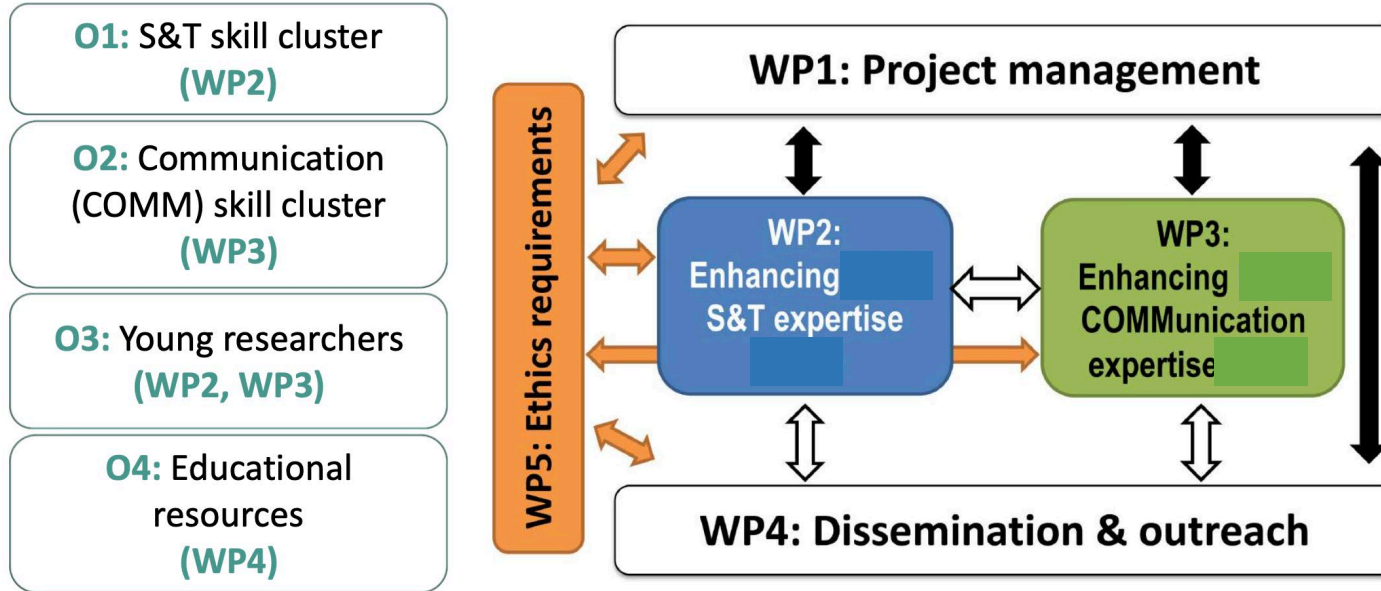 O1: S&T skill cluster
(WP2)
O2: Communication
(COMM) skill cluster
(WP3)
O3: Young researchers
(WP2, WP3)
O4: Educational
resources
(WP4)
WP5: Ethics requirements
WP1: Project management
WP2:
Enhancing
S&T expertise
WP3:
Enhancing
COMMunication
expertise
WP4: Dissemination & outreach